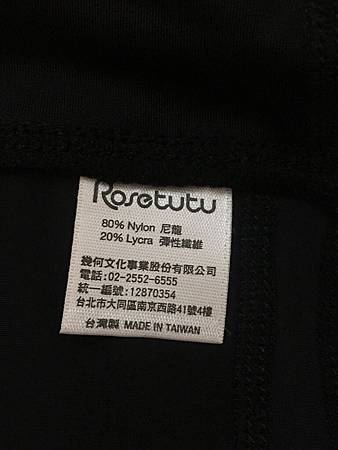 Rosetutu
80% Nylon 尼龍
20% Lycra 彈性纖維
幾何文化事業股份有限公司
電話:02-2552-6555
統一編號:12870354
台北市大同區南京西路41號4樓
台灣製 MADE IN TAIWAN